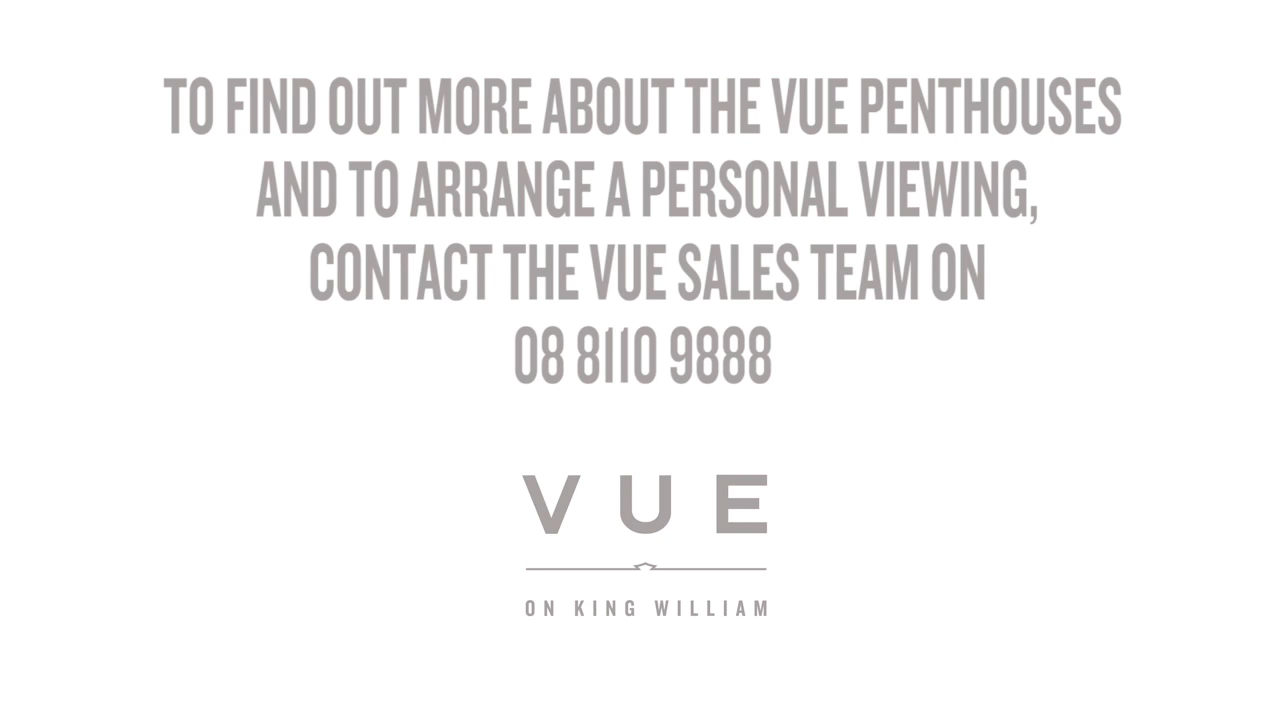 TO FIND OUT MORE ABOUT THE VUE PENTHOUSES
AND TO ARRANGE A PERSONAL VIEWING,
CONTACT THE VUE SALES TEAM ON
08 8110 9888
VUE
ON KING WILLIAM